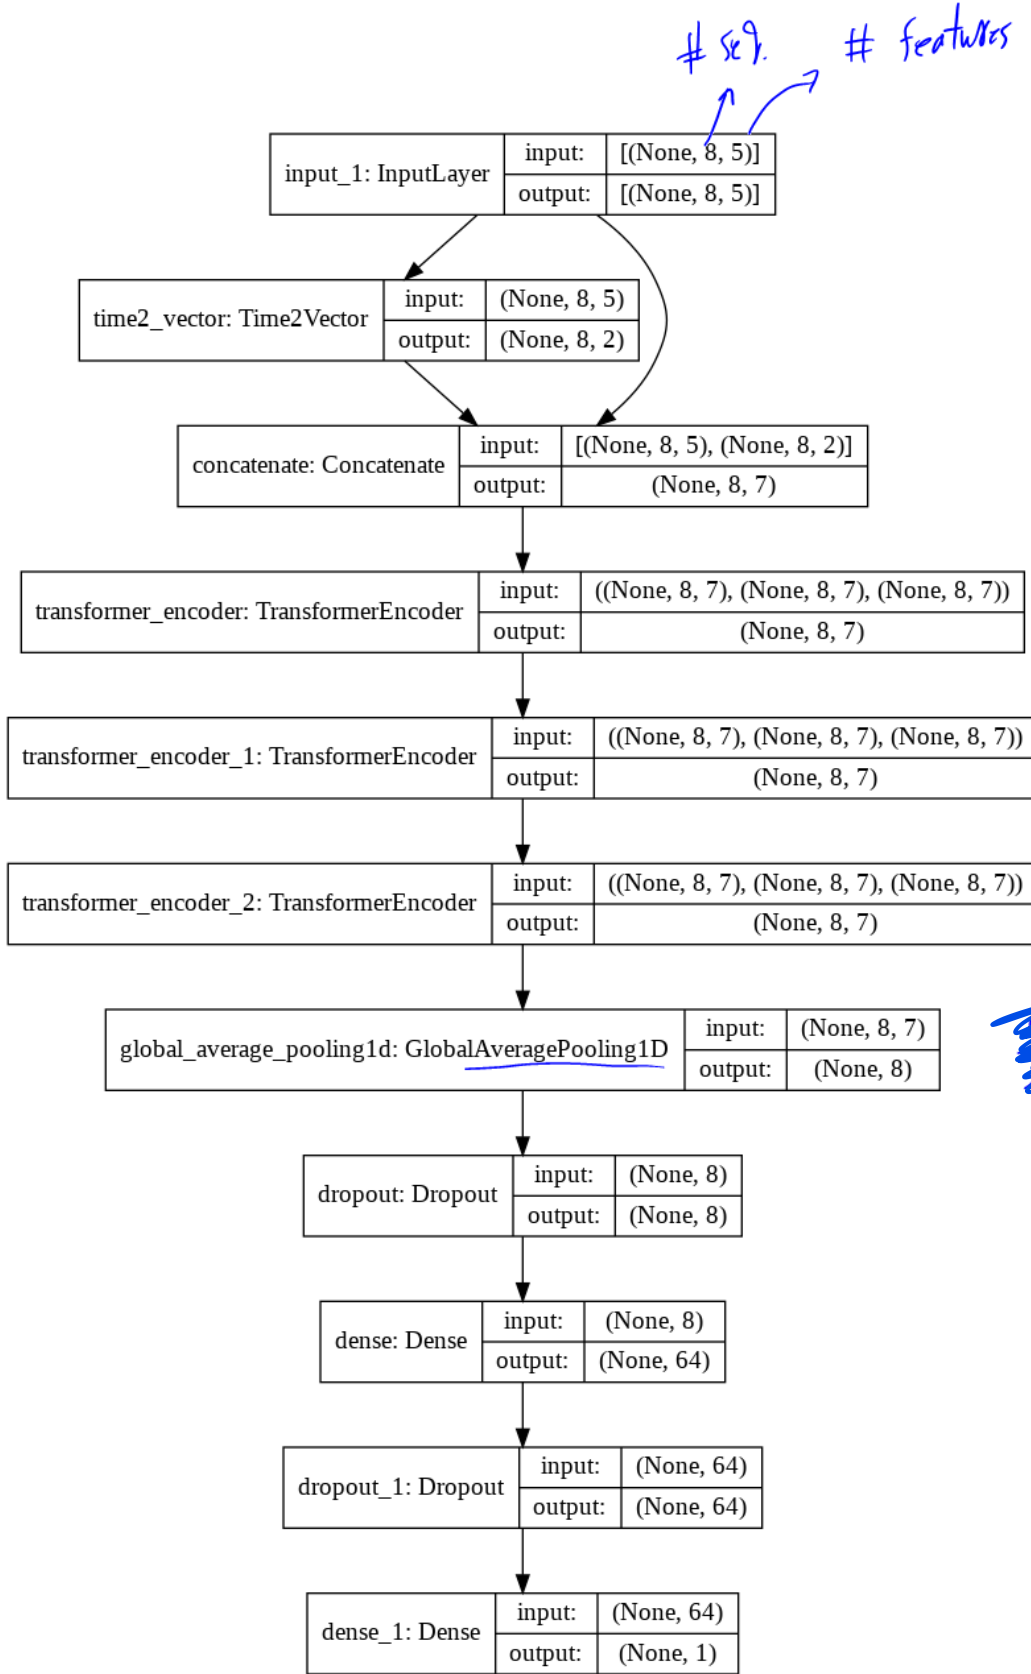 # seq. # features
input_1: InputLayer
input: [(None, 8, 5)]
output: [(None, 8, 5)]
time2_vector: Time2Vector
input: (None, 8, 5)
output: (None, 8, 2)
concatenate: Concatenate
input: [(None, 8, 5), (None, 8, 2)]
output: (None, 8, 7)
transformer_encoder: TransformerEncoder
input: ((None, 8, 7), (None, 8, 7), (None, 8, 7))
output: (None, 8, 7)
transformer_encoder_1: TransformerEncoder
input: ((None, 8, 7), (None, 8, 7), (None, 8, 7))
output: (None, 8, 7)
transformer_encoder_2: TransformerEncoder
input: ((None, 8, 7), (None, 8, 7), (None, 8, 7))
output: (None, 8, 7)
global_average_pooling1d: GlobalAveragePooling1D
input: (None, 8, 7)
output: (None, 8)
dropout: Dropout
input: (None, 8)
output: (None, 8)
dense: Dense
input: (None, 8)
output: (None, 64)
dropout_1: Dropout
input: (None, 64)
output: (None, 64)
dense_1: Dense
input: (None, 64)
output: (None, 1)